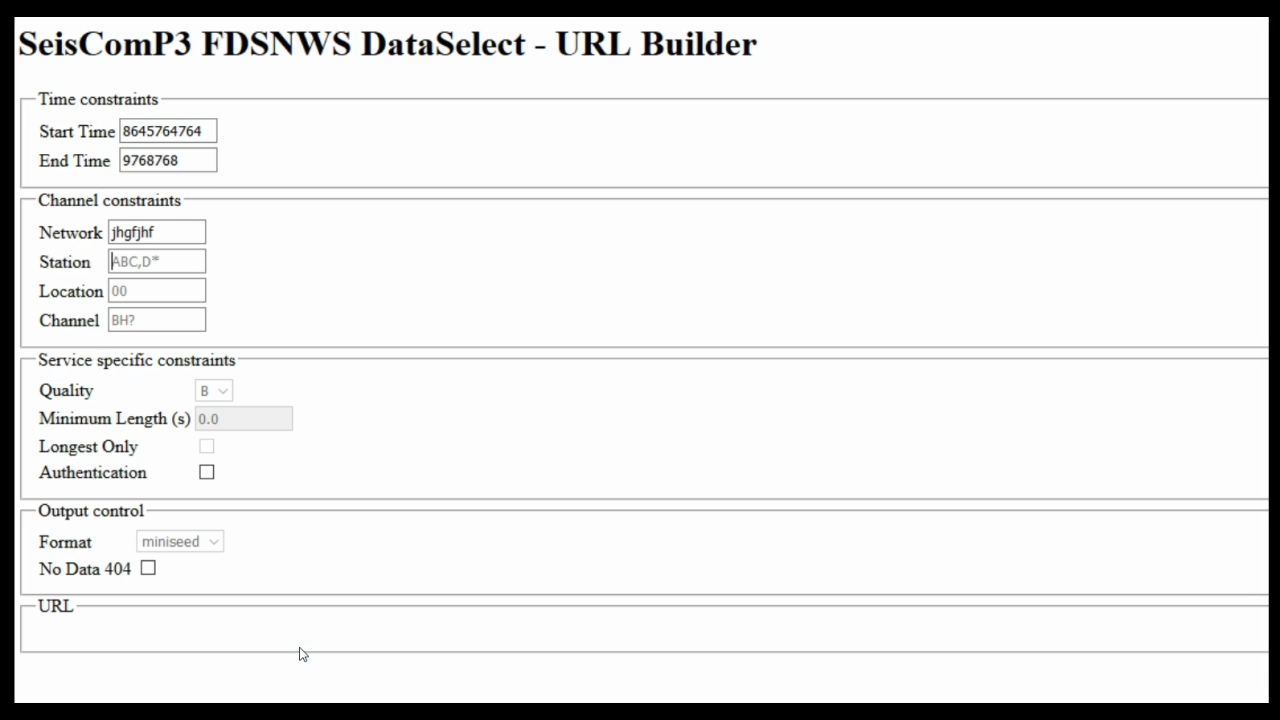 SeisComP3 FDSNWS DataSelect - URL Builder
Time constraints
Start Time 8645764764
End Time 9768768
Channel constraints
Network jhgfjhf
Station ABC,D*
Location 00
Channel BH?
Service specific constraints
Quality B
Minimum Length (s) 0.0
Longest Only
Authentication
Output control
Format miniseed
No Data 404
URL